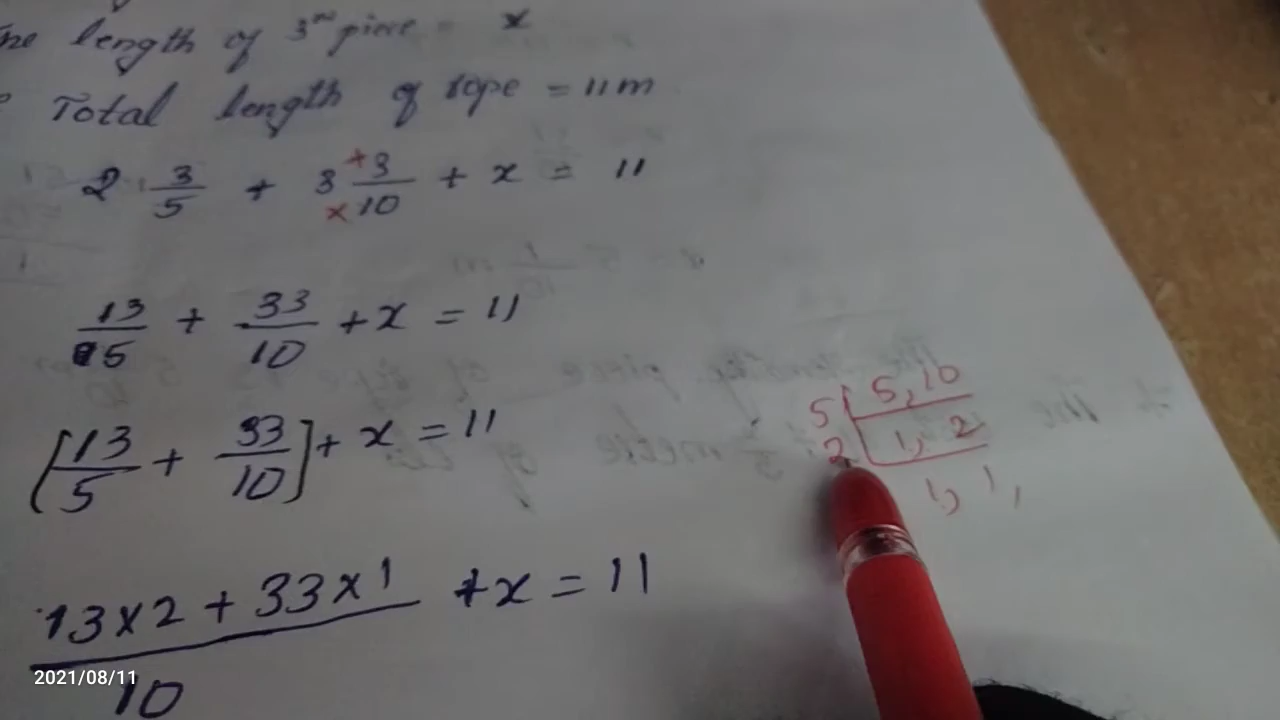 The length of 3rd piece = x
Total length of rope = 11m
2 3/5 + 3 3/10 + x = 11
+
×
13/5 + 33/10 + x = 11
[13/5 + 33/10] + x = 11
5 | 5, 10
2 | 1, 2
1, 1,
13×2 + 33×1 / 10 + x = 11
2021/08/11